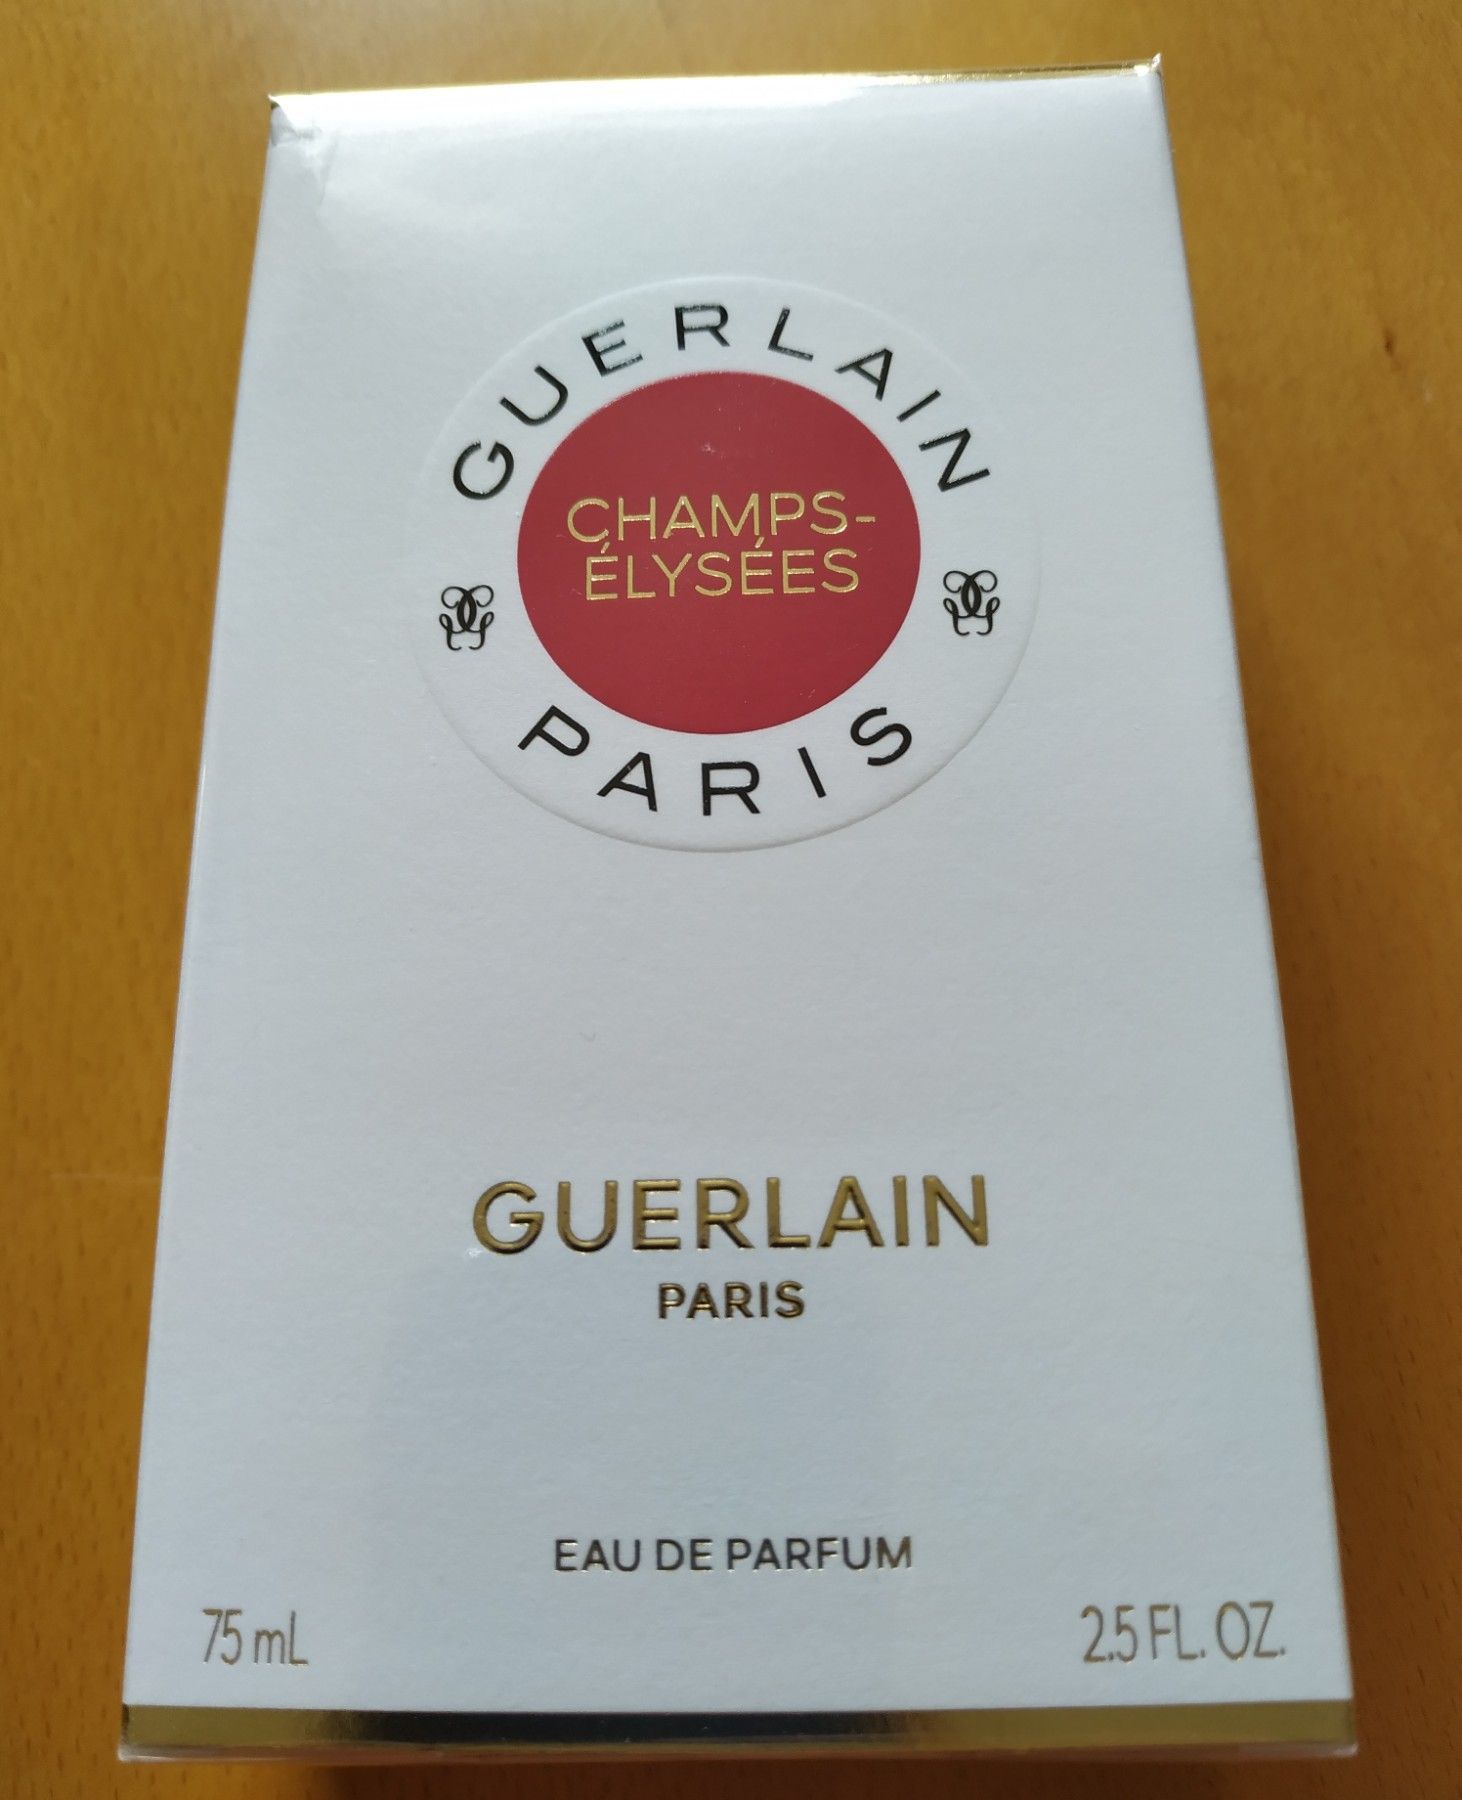 GUERLAIN
CHAMPS-
ÉLYSÉES
PARIS
GUERLAIN
PARIS
EAU DE PARFUM
75 mL
2.5 FL. OZ.